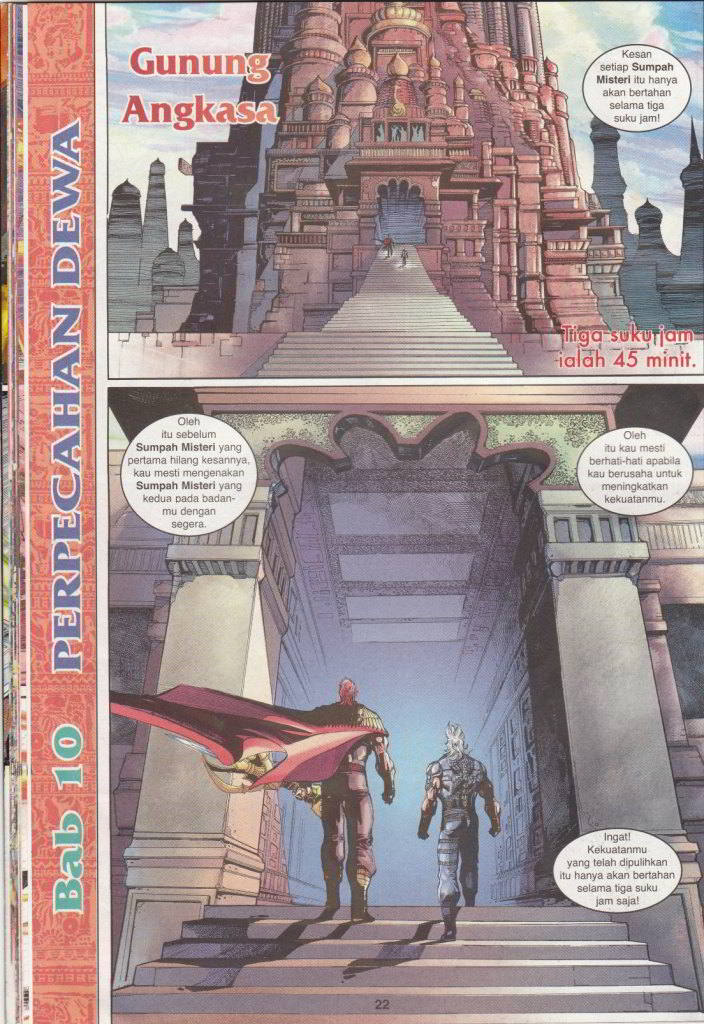 Bab 10 PERPECAHAN DEWA
Gunung
Angkasa
Kesan
setiap Sumpah
Misteri itu hanya
akan bertahan
selama tiga
suku jam!
Tiga suku jam
ialah 45 minit.
Oleh
itu sebelum
Sumpah Misteri yang
pertama hilang kesannya,
kau mesti mengenakan
Sumpah Misteri yang
kedua pada badan-
mu dengan
segera.
Oleh
itu kau mesti
berhati-hati apabila
kau berusaha untuk
meningkatkan
kekuatanmu.
Ingat!
Kekuatanmu
yang telah dipulihkan
itu hanya akan bertahan
selama tiga suku
jam saja!
22